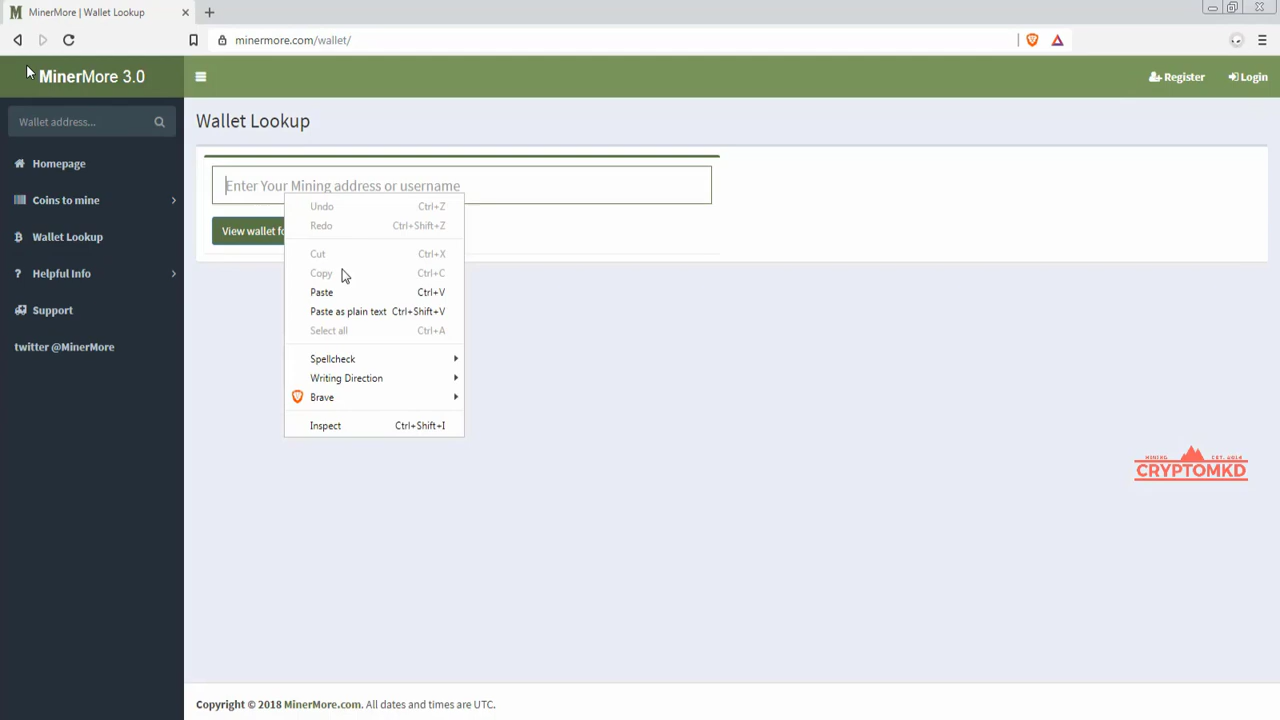 MinerMore | Wallet Lookup
minermore.com/wallet/
MinerMore 3.0
Register
Login
Wallet address...
Wallet Lookup
Homepage
Enter Your Mining address or username
Coins to mine
View wallet fo
Wallet Lookup
Helpful Info
Support
twitter @MinerMore
Undo Ctrl+Z
Redo Ctrl+Shift+Z
Cut Ctrl+X
Copy Ctrl+C
Paste Ctrl+V
Paste as plain text Ctrl+Shift+V
Select all Ctrl+A
Spellcheck
Writing Direction
Brave
Inspect Ctrl+Shift+I
MINING EST. 2014
CRYPTOMKD
Copyright © 2018 MinerMore.com. All dates and times are UTC.